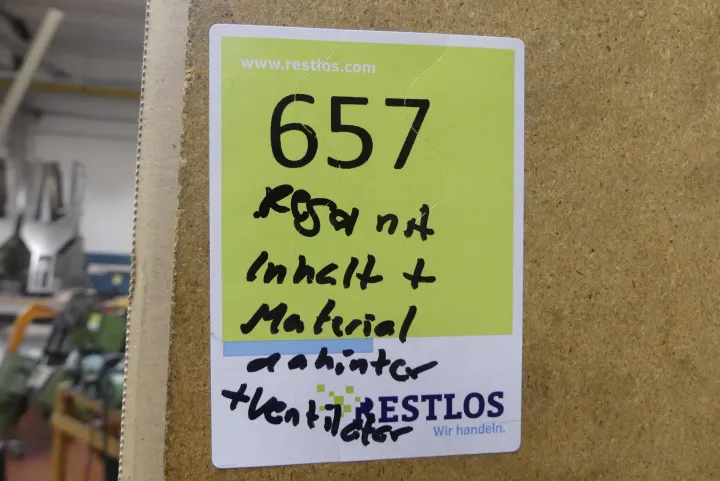 www.restlos.com
657
Regal mit
Inhalt +
Material
dahinter
+Ventilator
RESTLOS
Wir handeln.